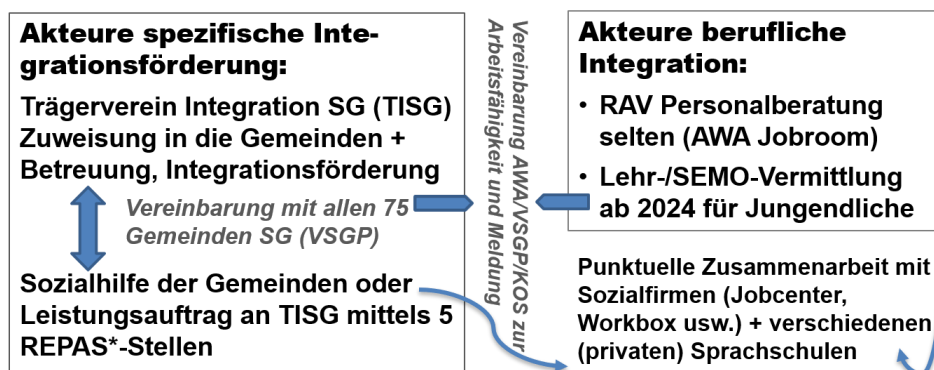 Akteure spezifische Inte-
grationsförderung:
Trägerverein Integration SG (TISG)
Zuweisung in die Gemeinden +
Betreuung, Integrationsförderung
Vereinbarung mit allen 75
Gemeinden SG (VSGP)
Sozialhilfe der Gemeinden oder
Leistungsauftrag an TISG mittels 5
REPAS*-Stellen
Vereinbarung AWA/VSGP/KOS zur
Arbeitsfähigkeit und Meldung
Akteure berufliche
Integration:
• RAV Personalberatung
selten (AWA Jobroom)
• Lehr-/SEMO-Vermittlung
ab 2024 für Jungendliche
Punktuelle Zusammenarbeit mit
Sozialfirmen (Jobcenter,
Workbox usw.) + verschiedenen
(privaten) Sprachschulen